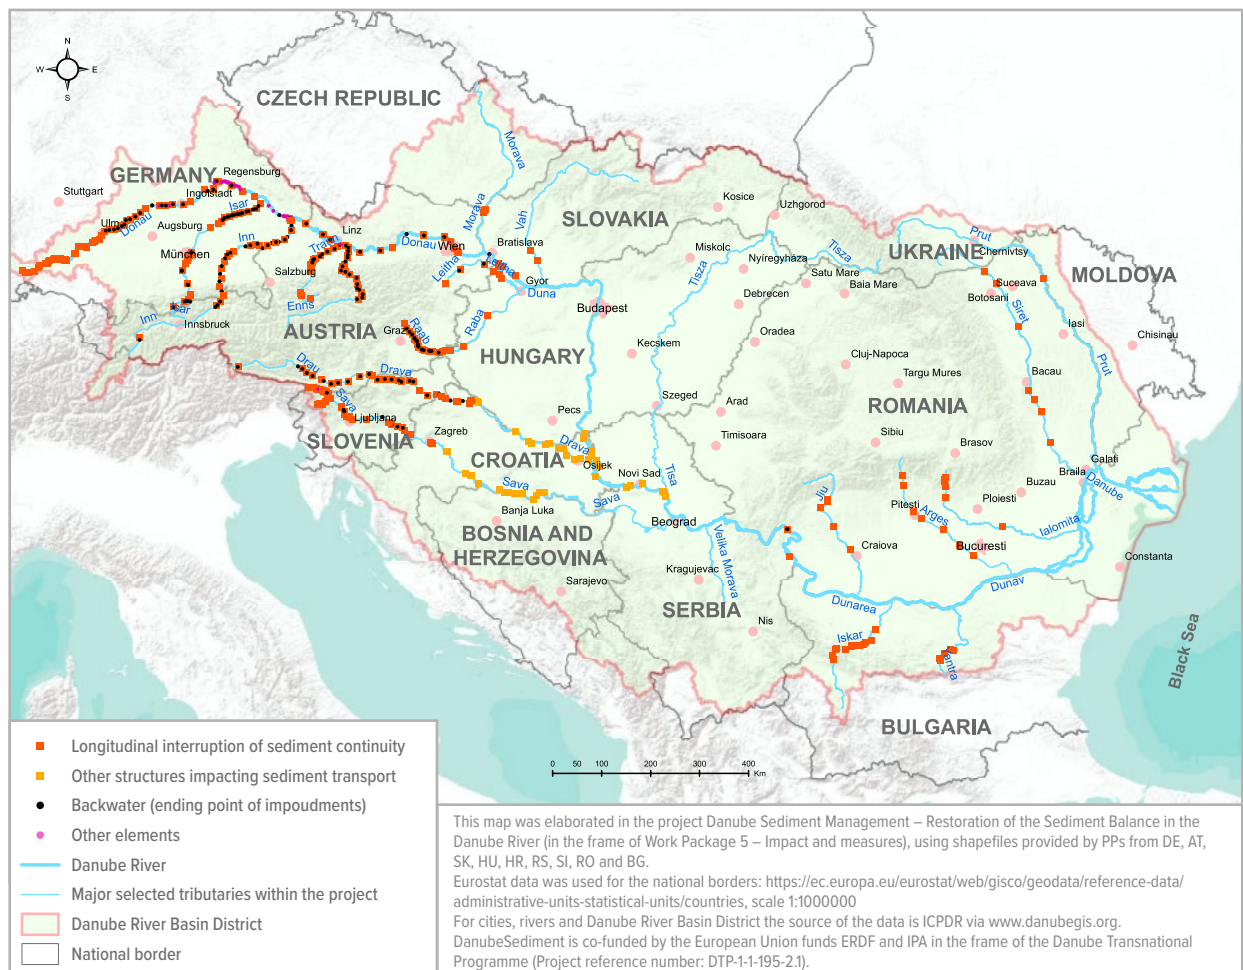 N
W
E
S
CZECH REPUBLIC
Morava
GERMANY
Regensburg
Stuttgart
Ingolstadt
Kosice
Uzhgorod
Ulm
Donau
Augsburg
Isar
Morava
Vah
SLOVAKIA
Prut
Inn
Linz
Traun
Donau
Wien
Bratislava
Miskolc
Tisza
UKRAINE
Chernivtsy
München
Leitha
Leitha
Tisza
Nyíregyháza
Satu Mare
MOLDOVA
Salzburg
Gyor
Duna
Debrecen
Baia Mare
Suceava
Botosani
Enns
Budapest
Siret
Inn
Isar
Innsbruck
AUSTRIA
Graz
Raab
Raba
Oradea
Iasi
Chisinau
HUNGARY
Kecskem
Cluj-Napoca
Prut
Drau
Drava
Targu Mures
Bacau
Sava
Szeged
Arad
ROMANIA
Ljubljana
Pecs
SLOVENIA
Zagreb
Drava
Timisoara
Sibiu
Brasov
CROATIA
Osijek
Novi Sad
Tisa
Galati
Braila
Danube
Sava
Sava
Jiu
Buzau
Banja Luka
Beograd
Pitesti
Arges
Ploiesti
Ialomita
BOSNIA AND
HERZEGOVINA
Velika Morava
Craiova
Bucuresti
Constanta
Sarajevo
Kragujevac
Dunav
SERBIA
Dunarea
Nis
Iskar
Yantra
Black Sea
BULGARIA
0 50 100 200 300 400
Km
Longitudinal interruption of sediment continuity
Other structures impacting sediment transport
Backwater (ending point of impoudments)
Other elements
Danube River
Major selected tributaries within the project
Danube River Basin District
National border
This map was elaborated in the project Danube Sediment Management – Restoration of the Sediment Balance in the
Danube River (in the frame of Work Package 5 – Impact and measures), using shapefiles provided by PPs from DE, AT,
SK, HU, HR, RS, SI, RO and BG.
Eurostat data was used for the national borders: https://ec.europa.eu/eurostat/web/gisco/geodata/reference-data/
administrative-units-statistical-units/countries, scale 1:1000000
For cities, rivers and Danube River Basin District the source of the data is ICPDR via www.danubegis.org.
DanubeSediment is co-funded by the European Union funds ERDF and IPA in the frame of the Danube Transnational
Programme (Project reference number: DTP-1-1-195-2.1).